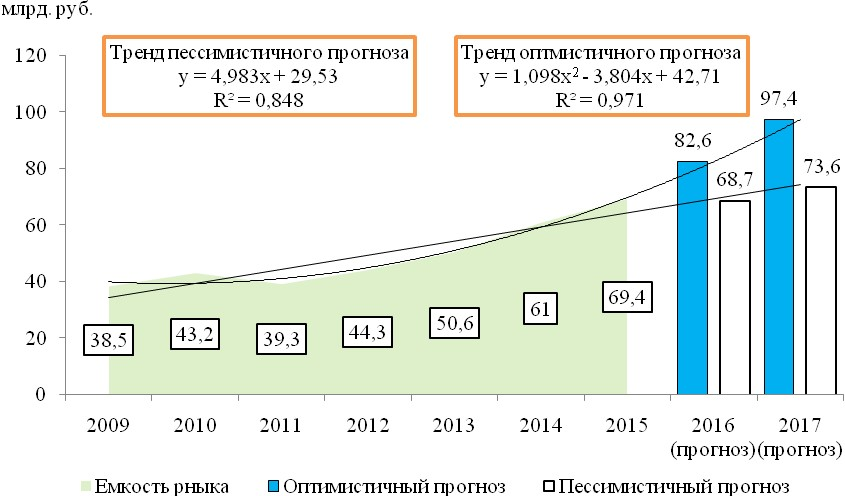 млрд. руб.
Тренд пессимистичного прогноза
y = 4,983x + 29,53
R² = 0,848
Тренд оптмистичного прогноза
y = 1,098x² - 3,804x + 42,71
R² = 0,971
120
100
80
60
40
20
0
38,5
43,2
39,3
44,3
50,6
61
69,4
82,6
68,7
97,4
73,6
2009
2010
2011
2012
2013
2014
2015
2016
(прогноз)
2017
(прогноз)
Емкость рныка
Оптимистичный прогноз
Пессимистичный прогноз